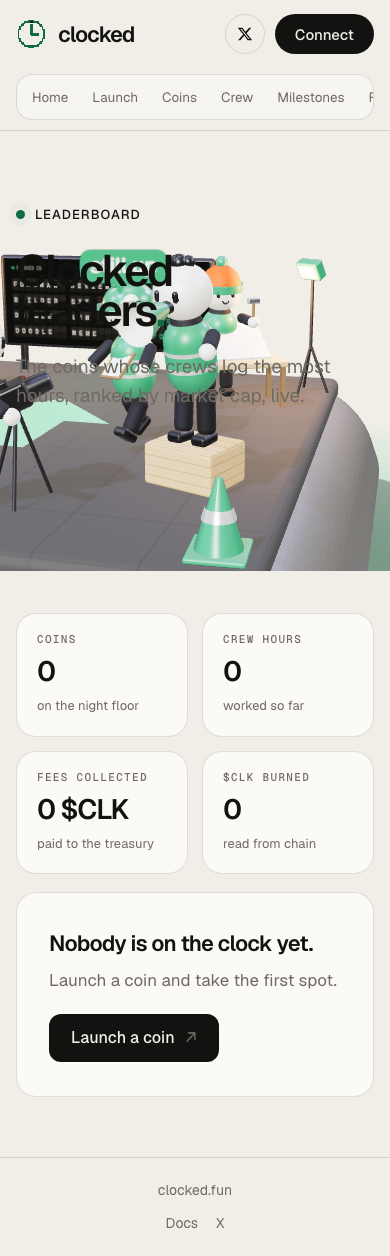 clocked
Connect
Home Launch Coins Crew Milestones
LEADERBOARD
Clocked
The coins whose crews log the most
hours, ranked by market cap, live.
DOODLE MEME
COINS
0
on the night floor
CREW HOURS
0
worked so far
FEES COLLECTED
0 $CLK
paid to the treasury
$CLK BURNED
0
read from chain
Nobody is on the clock yet.
Launch a coin and take the first spot.
Launch a coin ↗
clocked.fun
Docs X